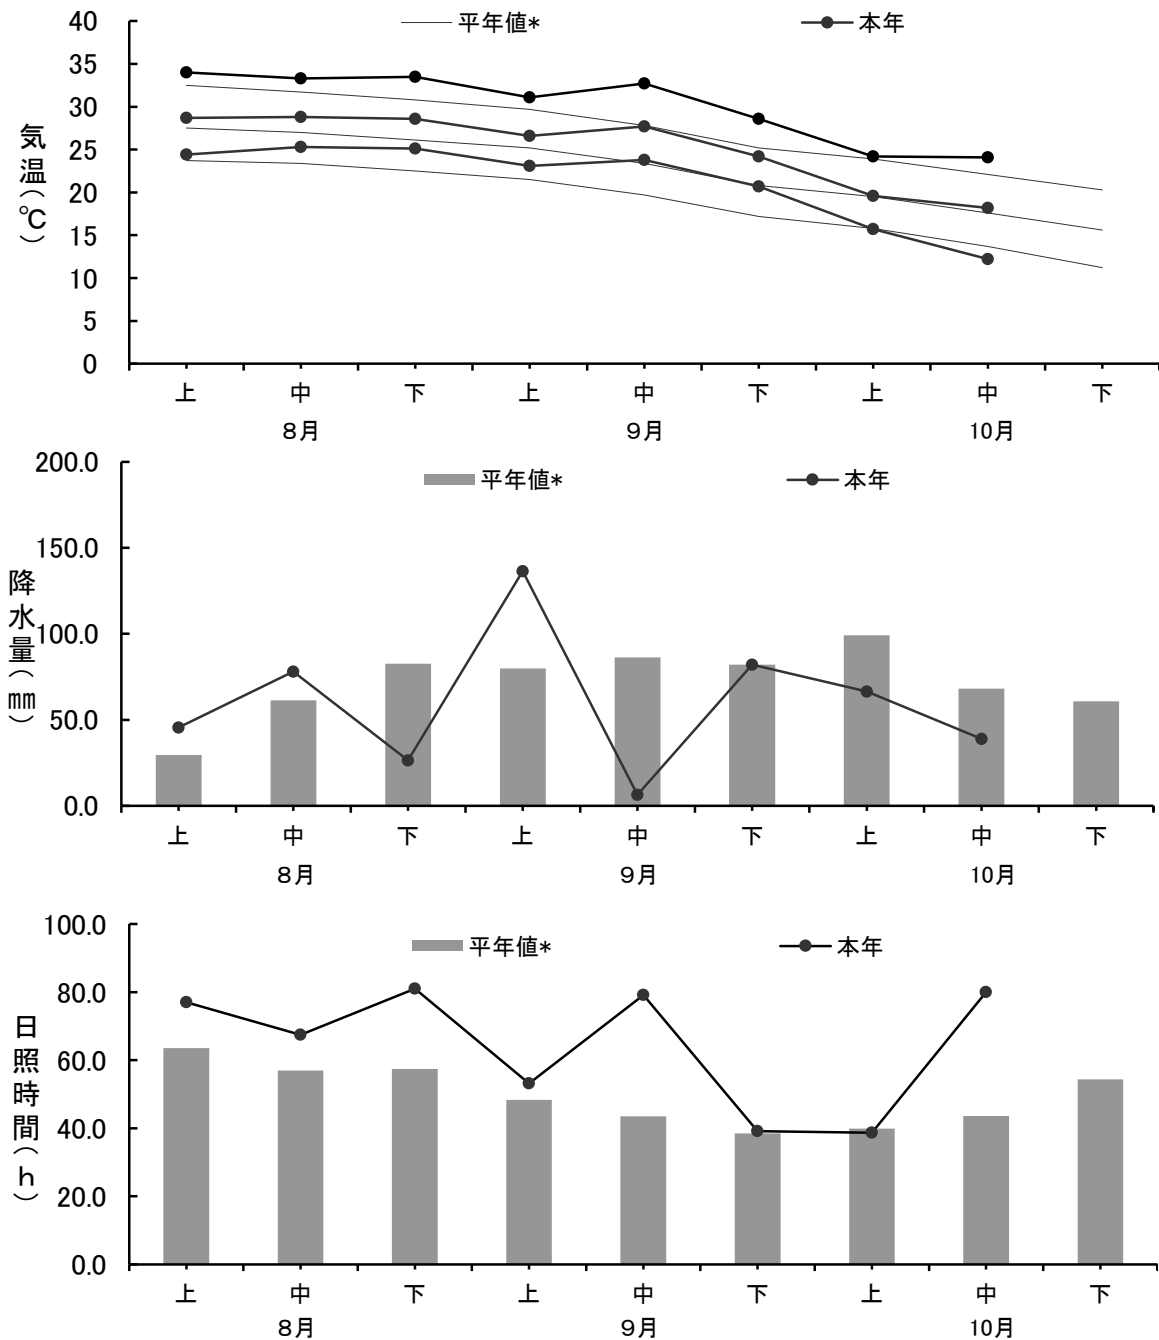 平年値* 本年
気温(℃)
40
35
30
25
20
15
10
5
0
上 中 下 上 中 下 上 中 下
8月 9月 10月
平年値* 本年
降水量(㎜)
200.0
150.0
100.0
50.0
0.0
上 中 下 上 中 下 上 中 下
8月 9月 10月
平年値* 本年
日照時間(h)
100.0
80.0
60.0
40.0
20.0
0.0
上 中 下 上 中 下 上 中 下
8月 9月 10月